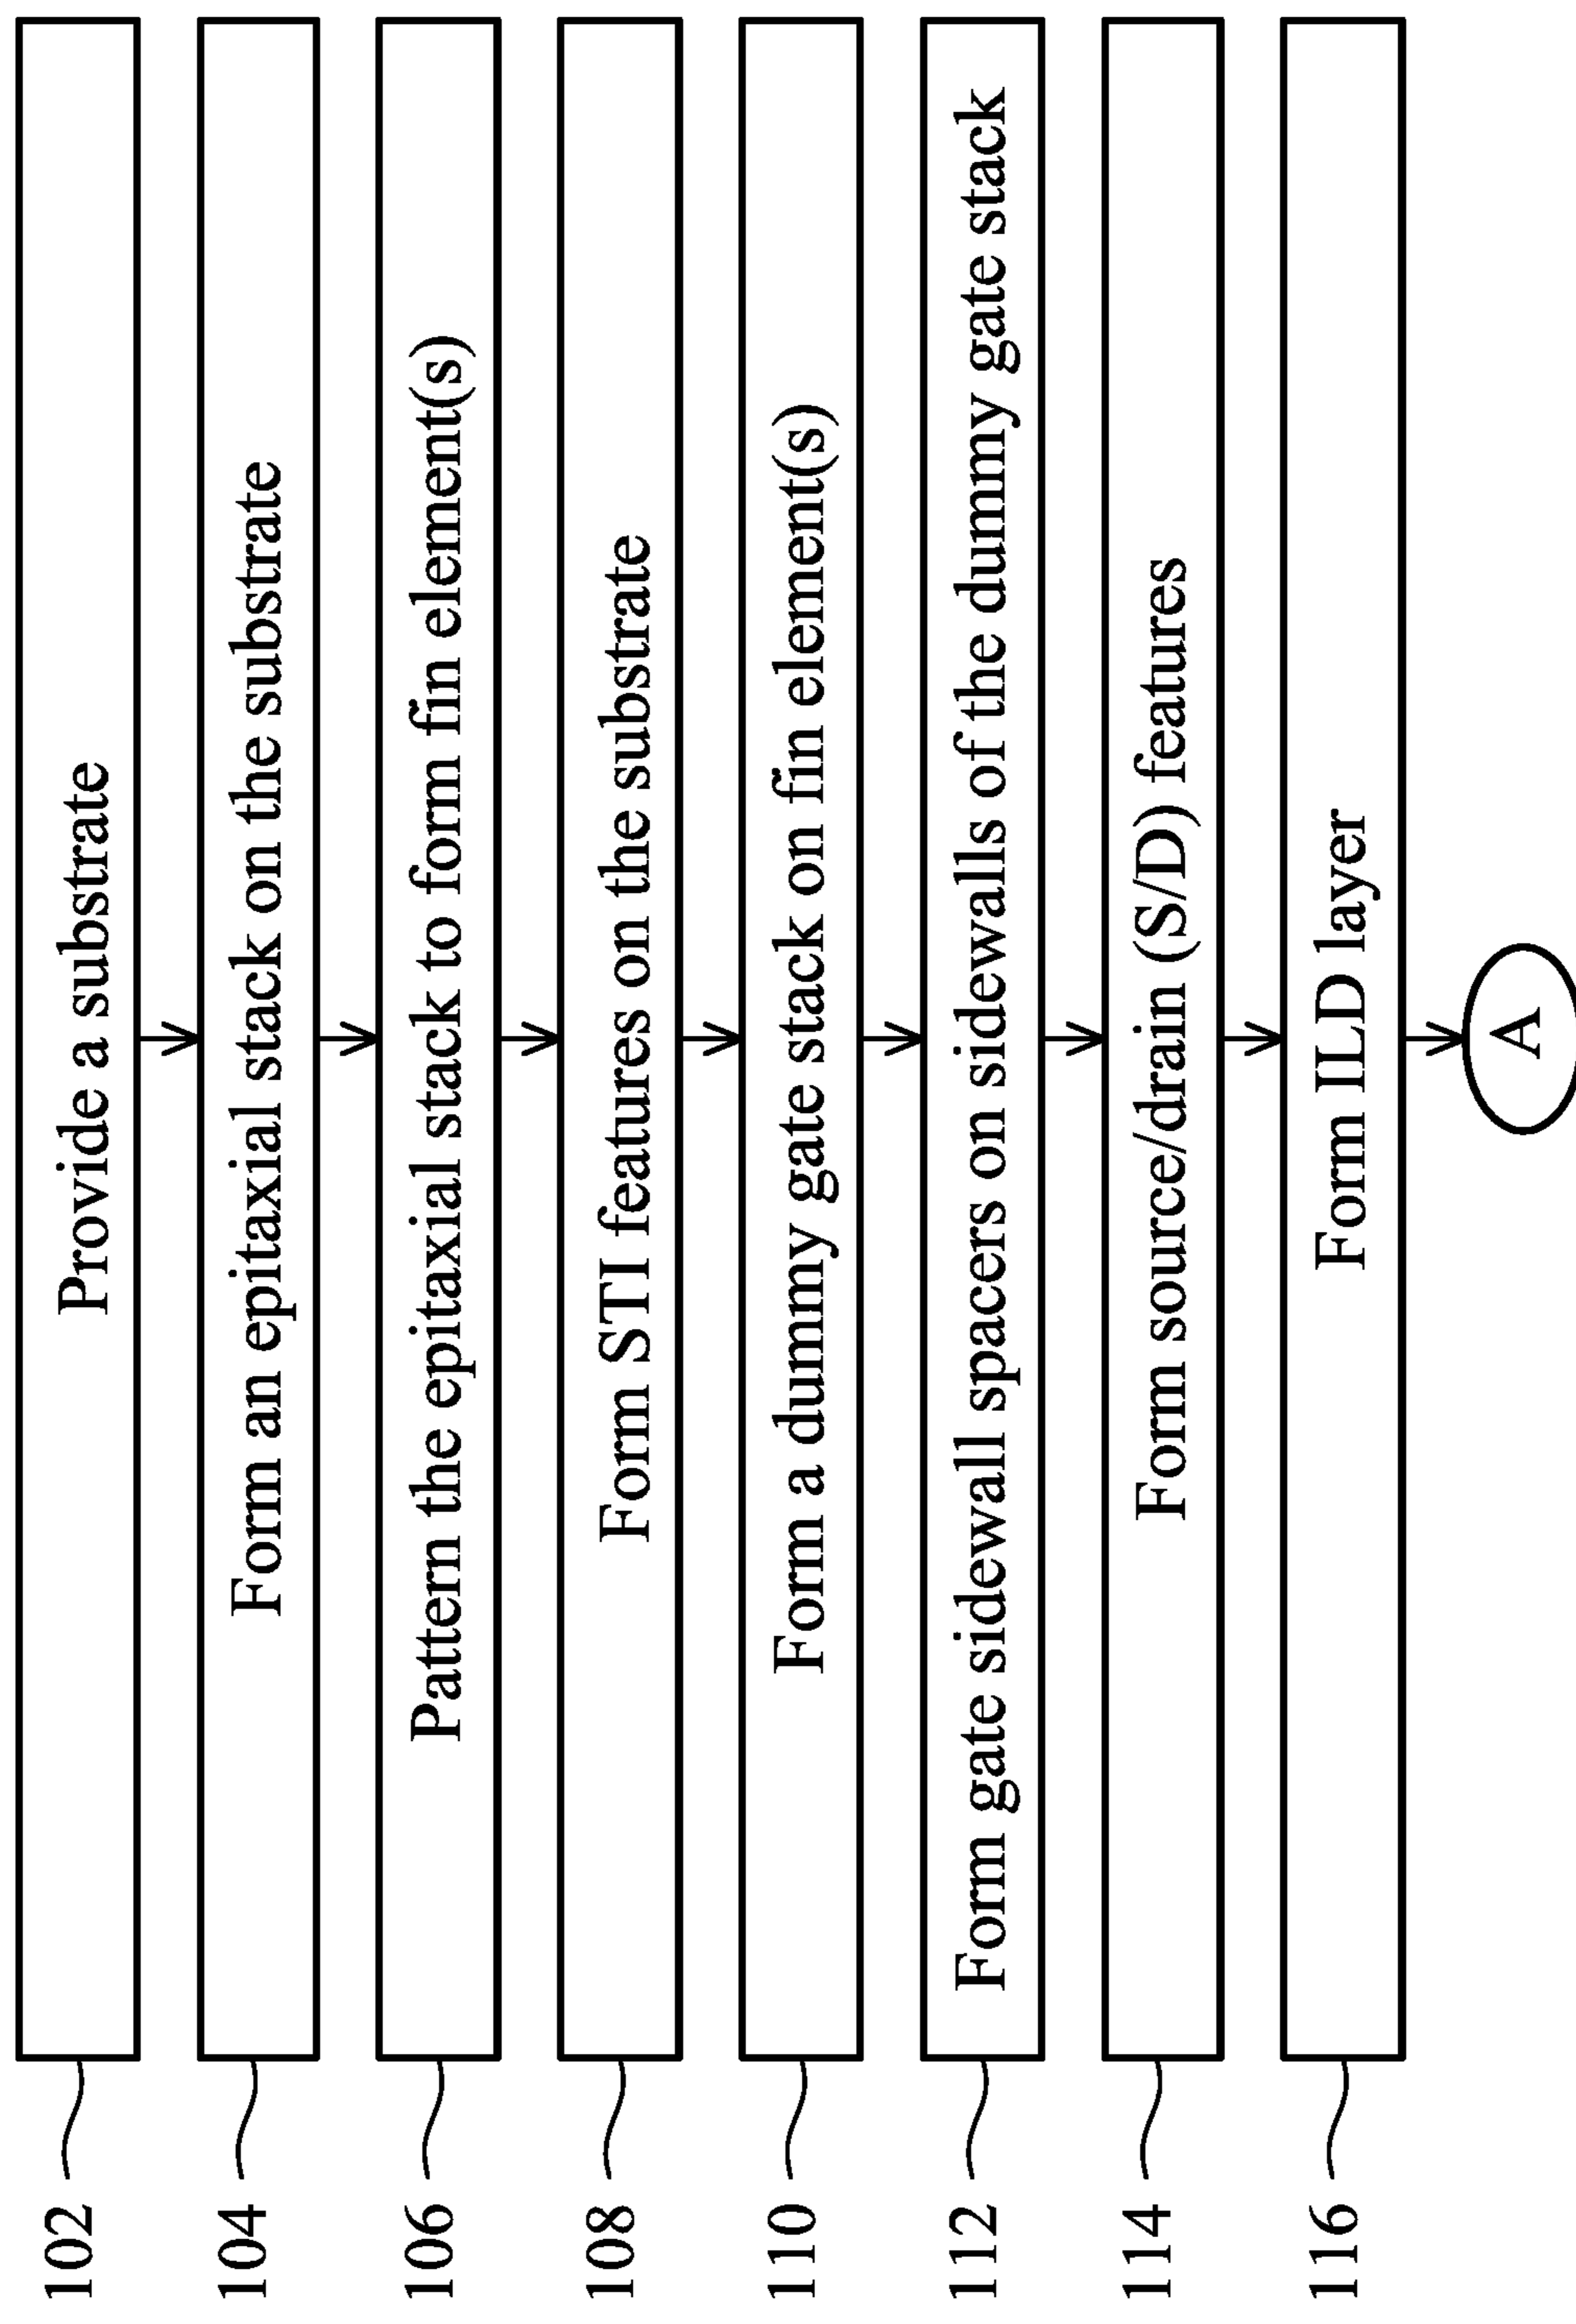 102
Provide a substrate
104
Form an epitaxial stack on the substrate
106
Pattern the epitaxial stack to form fin element(s)
108
Form STI features on the substrate
110
Form a dummy gate stack on fin element(s)
112
Form gate sidewall spacers on sidewalls of the dummy gate stack
114
Form source/drain (S/D) features
116
Form ILD layer
A